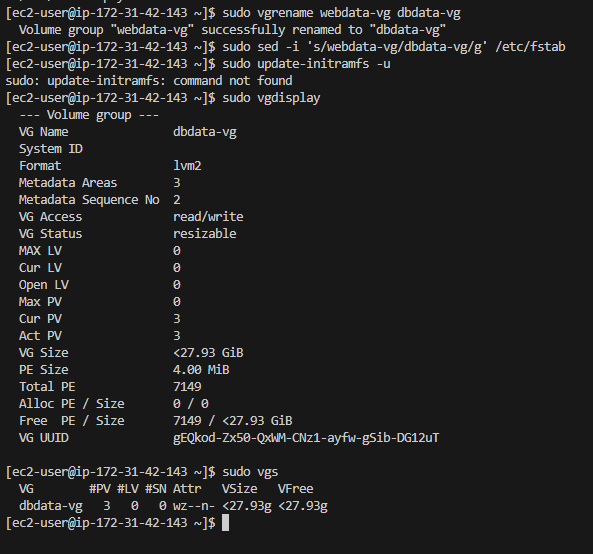 [ec2-user@ip-172-31-42-143 ~]$ sudo vgrename webdata-vg dbdata-vg
  Volume group "webdata-vg" successfully renamed to "dbdata-vg"
[ec2-user@ip-172-31-42-143 ~]$ sudo sed -i 's/webdata-vg/dbdata-vg/g' /etc/fstab
[ec2-user@ip-172-31-42-143 ~]$ sudo update-initramfs -u
sudo: update-initramfs: command not found
[ec2-user@ip-172-31-42-143 ~]$ sudo vgdisplay
  --- Volume group ---
  VG Name               dbdata-vg
  System ID
  Format                lvm2
  Metadata Areas        3
  Metadata Sequence No  2
  VG Access             read/write
  VG Status             resizable
  MAX LV                0
  Cur LV                0
  Open LV               0
  Max PV                0
  Cur PV                3
  Act PV                3
  VG Size               <27.93 GiB
  PE Size               4.00 MiB
  Total PE              7149
  Alloc PE / Size       0 / 0
  Free  PE / Size       7149 / <27.93 GiB
  VG UUID               gEQkod-Zx50-QxWM-CNz1-ayfw-gSib-DG12uT

[ec2-user@ip-172-31-42-143 ~]$ sudo vgs
  VG        #PV #LV #SN Attr   VSize   VFree
  dbdata-vg   3   0   0 wz--n- <27.93g <27.93g
[ec2-user@ip-172-31-42-143 ~]$